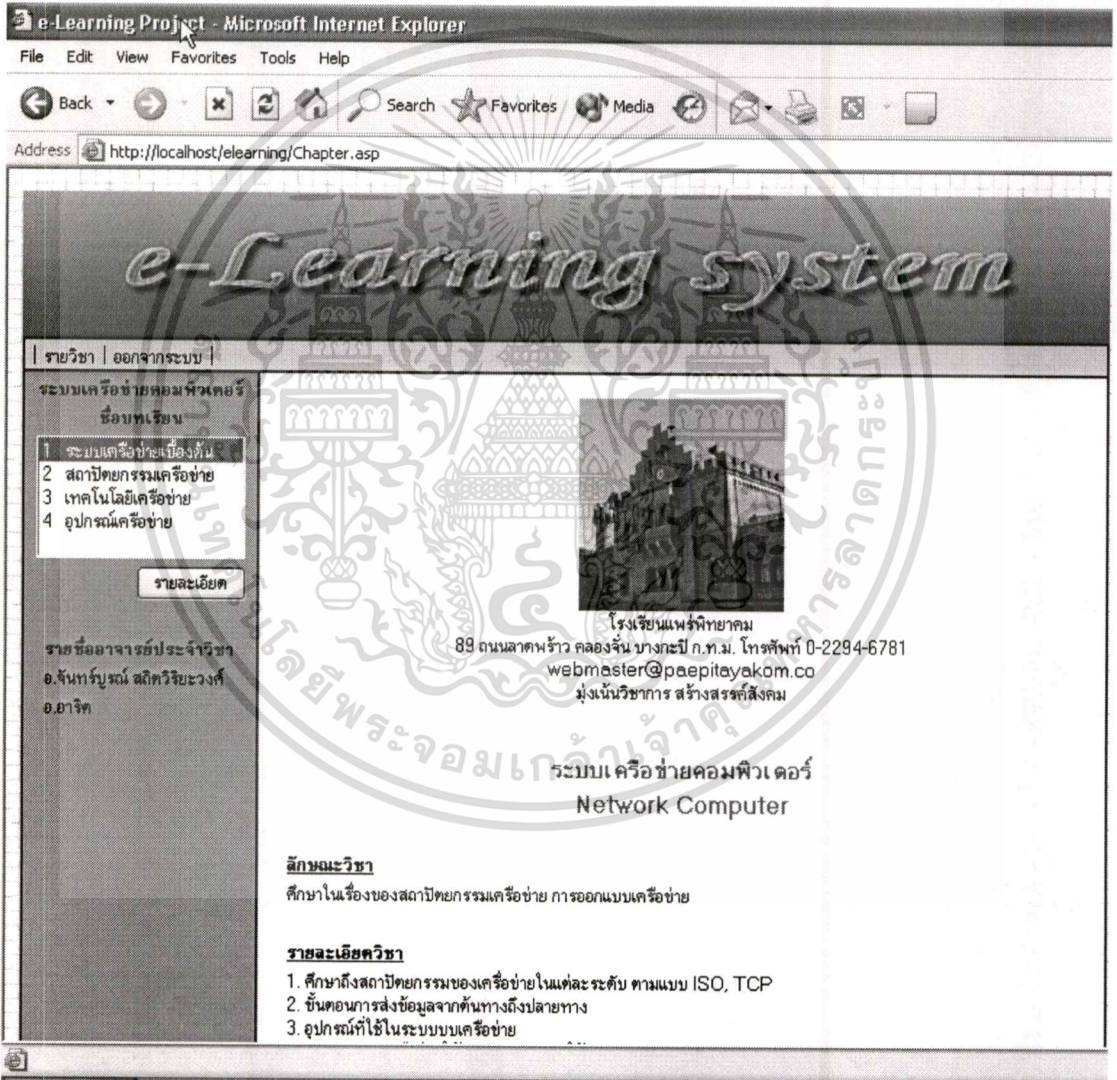 e-Learning Project - Microsoft Internet Explorer
File Edit View Favorites Tools Help
Back Search Favorites Media
Address http://localhost/elearning/Chapter.asp
e-Learning system
| รายวิชา | ออกจากระบบ |
ระบบเครือข่ายคอมพิวเตอร์
ชื่อบทเรียน
1 ระบบเครือข่ายเบื้องต้น
2 สถาปัตยกรรมเครือข่าย
3 เทคโนโลยีเครือข่าย
4 อุปกรณ์เครือข่าย
รายละเอียด
รายชื่ออาจารย์ประจำวิชา
อ.จันทร์บูรณ์ สถิตวิริยะวงศ์
อ.อาริต
โรงเรียนแพร่พิทยาคม
89 ถนนลาดพร้าว คลองจั่น บางกะปิ ก.ท.ม. โทรศัพท์ 0-2294-6781
webmaster@paepitayakom.co
มุ่งเน้นวิชาการ สร้างสรรค์สังคม
ระบบเครือข่ายคอมพิวเตอร์
Network Computer
ลักษณะวิชา
ศึกษาในเรื่องของสถาปัตยกรรมเครือข่าย การออกแบบเครือข่าย
รายละเอียดวิชา
1. ศึกษาถึงสถาปัตยกรรมของเครือข่ายในแต่ละระดับ ตามแบบ ISO, TCP
2. ขั้นตอนการส่งข้อมูลจากต้นทางถึงปลายทาง
3. อุปกรณ์ที่ใช้ในระบบบบเครือข่าย